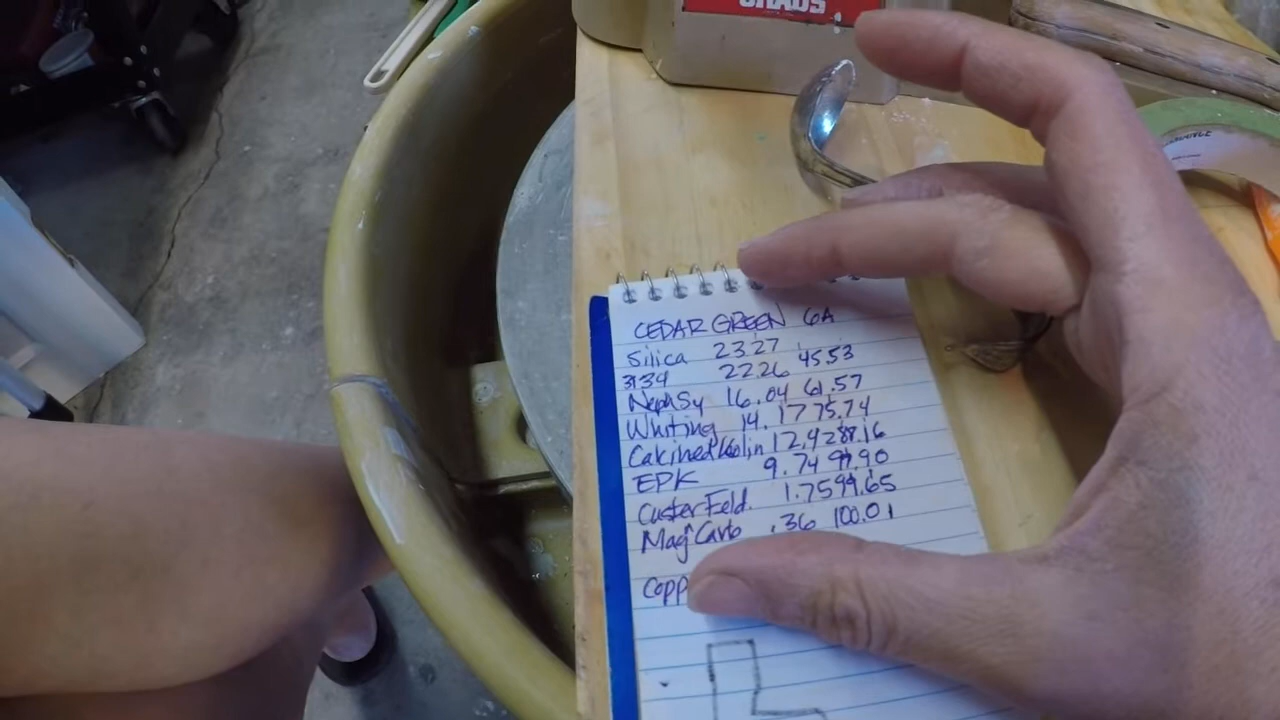 CEDAR GREEN 6A
Silica 23.27
3134 22.26 45.53
Neph Sy 16.04 61.57
Whiting 14.17 75.74
Calcined Kaolin 12.42 88.16
EPK 9.74 97.90
Custer Feld. 1.75 99.65
Mag Carb .36 100.01
Copp